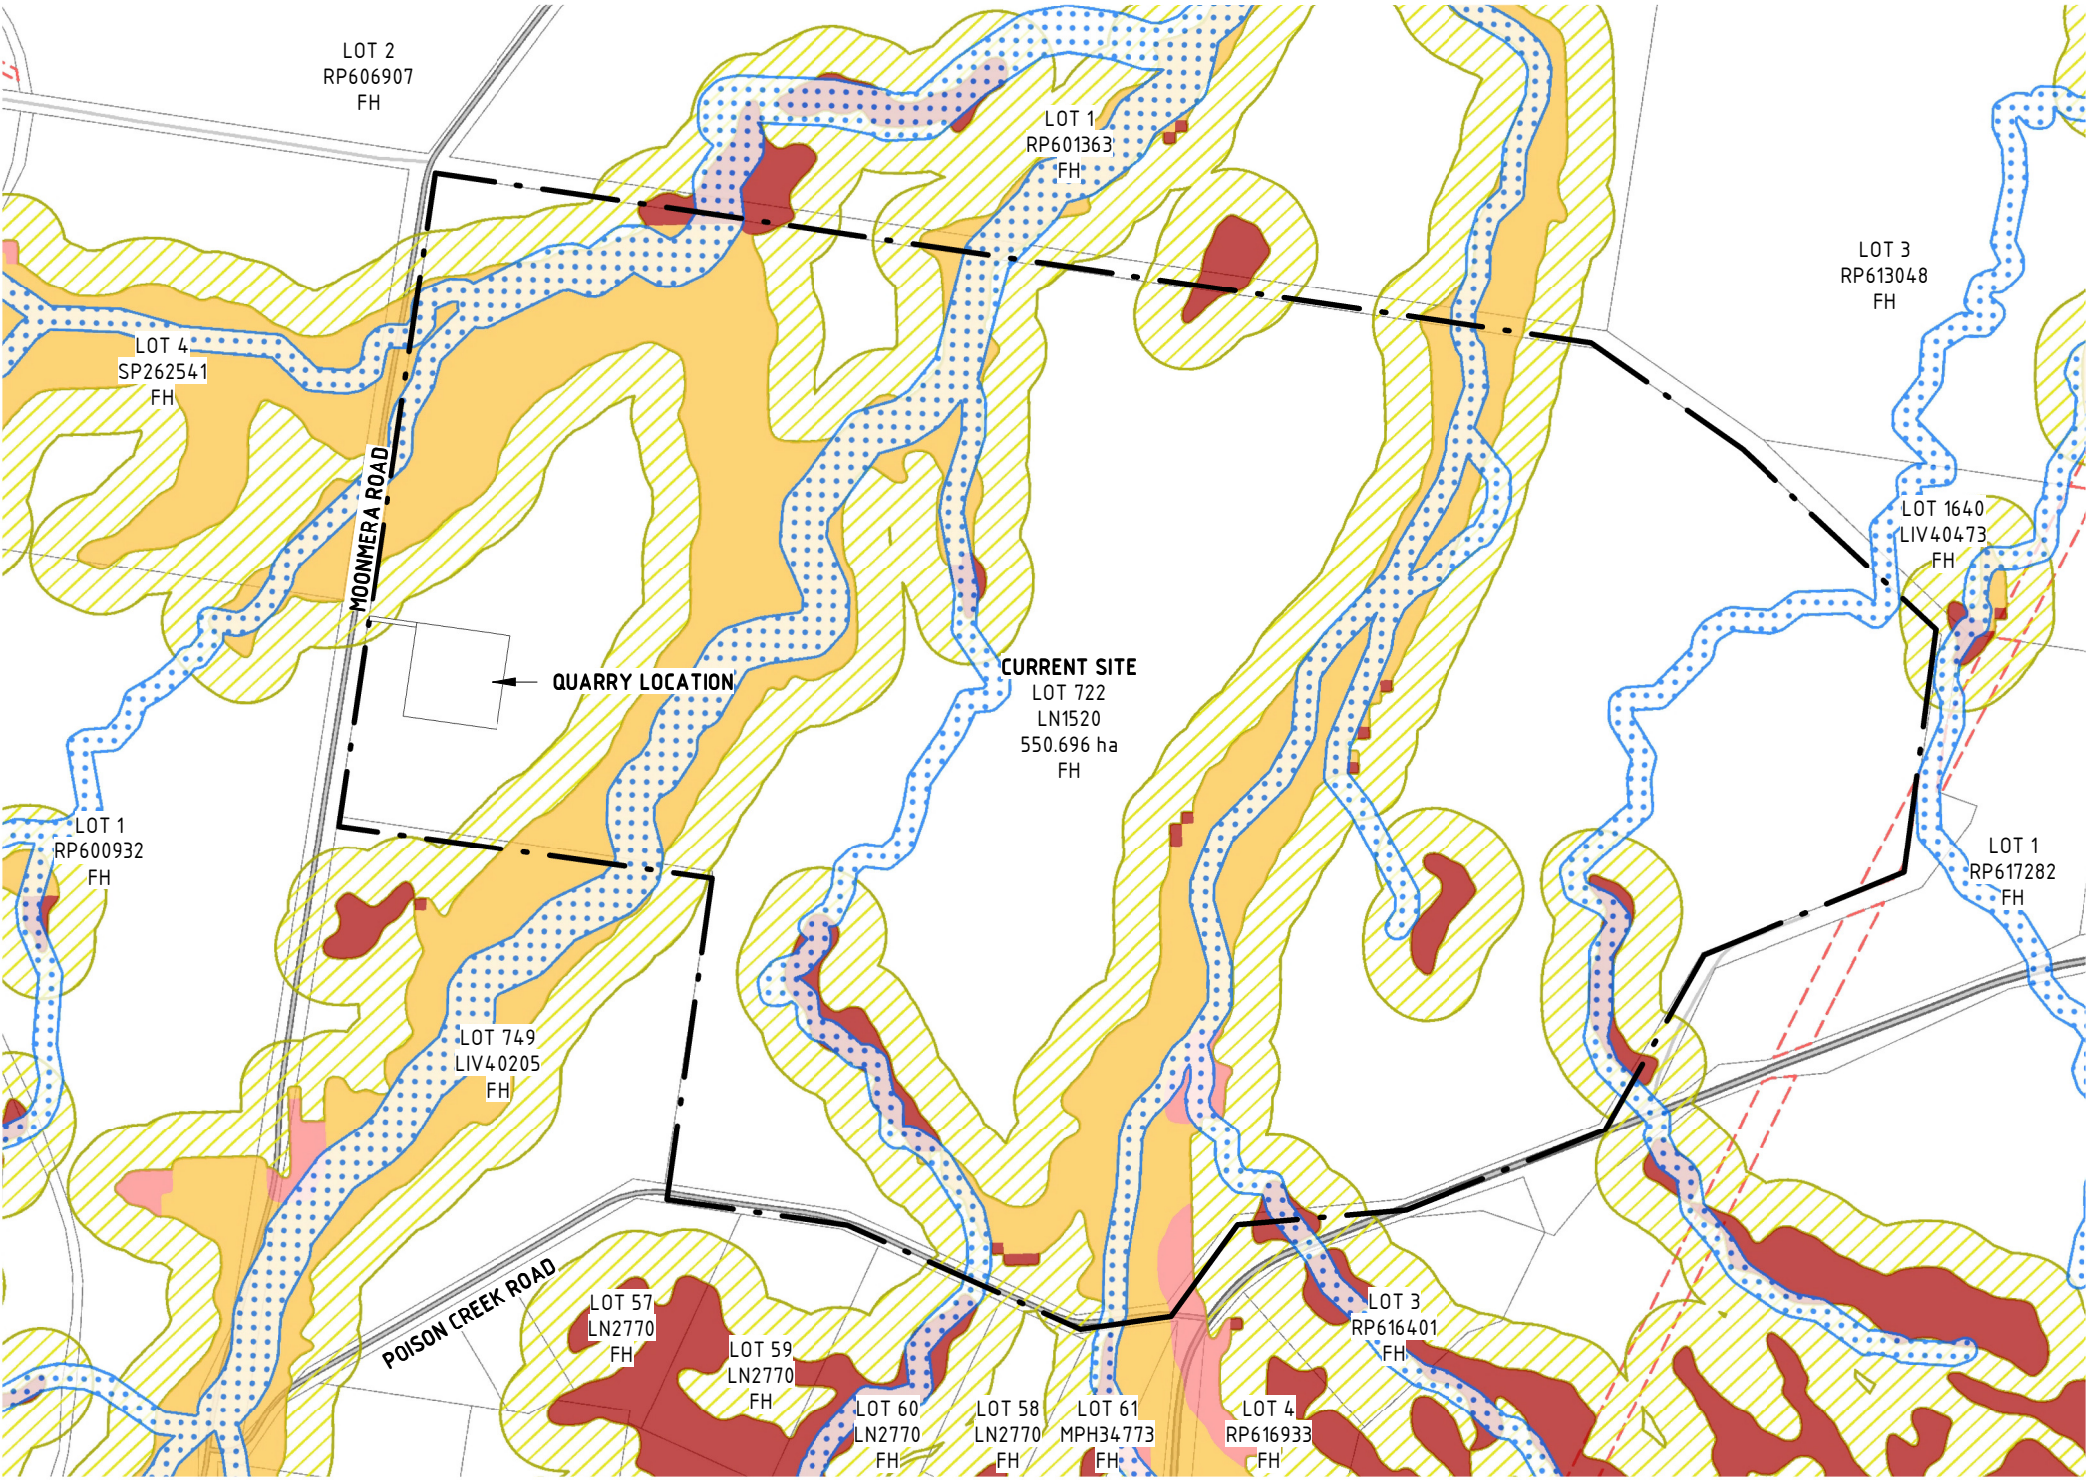 LOT 2
RP606907
FH
LOT 1
RP601363
FH
LOT 3
RP613048
FH
LOT 4
SP262541
FH
MOONMERA ROAD
LOT 1640
LIV40473
FH
QUARRY LOCATION
CURRENT SITE
LOT 722
LN1520
550.696 ha
FH
LOT 1
RP600932
FH
LOT 1
RP617282
FH
LOT 749
LIV40205
FH
POISON CREEK ROAD
LOT 57
LN2770
FH
LOT 59
LN2770
FH
LOT 3
RP616401
FH
LOT 60
LN2770
FH
LOT 58
LN2770
FH
LOT 61
MPH34773
FH
LOT 4
RP616933
FH